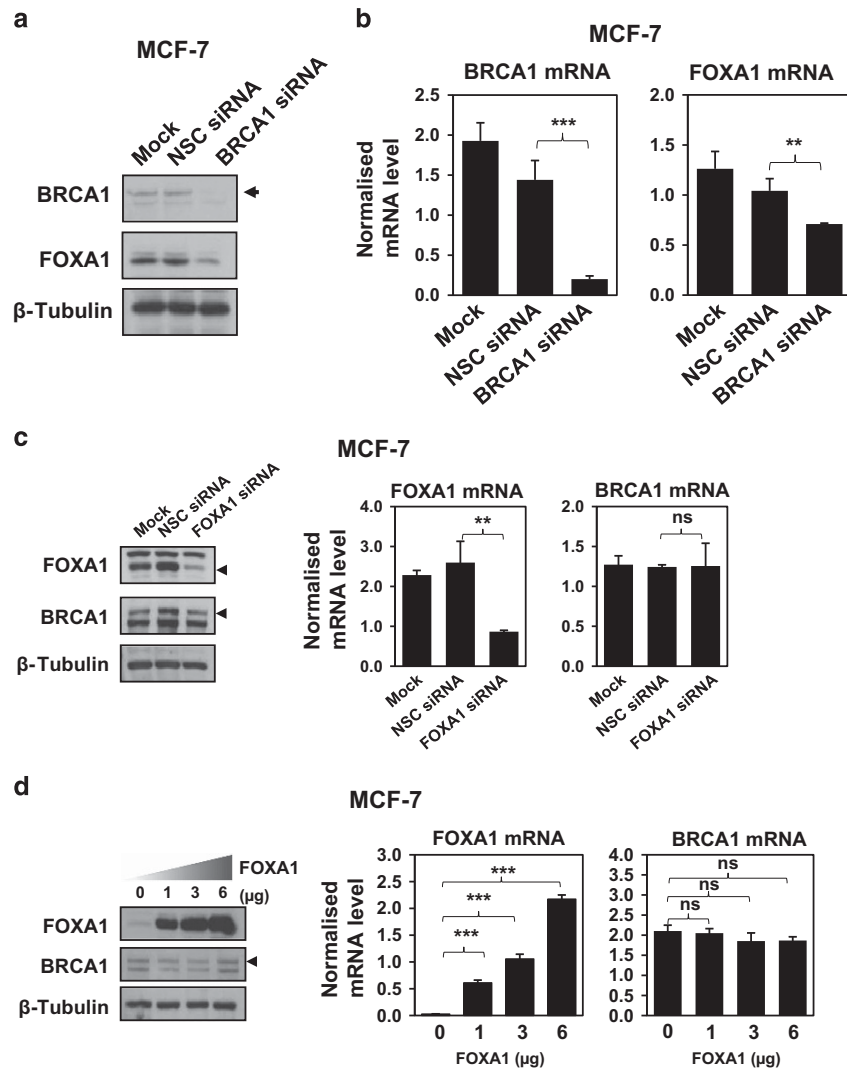 a
MCF-7
Mock
NSC siRNA
BRCA1 siRNA
BRCA1
FOXA1
β-Tubulin
b
MCF-7
BRCA1 mRNA
Normalised
mRNA level
2.5
2.0
1.5
1.0
0.5
0.0
***
Mock
NSC siRNA
BRCA1 siRNA
FOXA1 mRNA
2.0
1.5
1.0
0.5
0.0
**
Mock
NSC siRNA
BRCA1 siRNA
c
MCF-7
Mock
NSC siRNA
FOXA1 siRNA
FOXA1
BRCA1
β-Tubulin
FOXA1 mRNA
Normalised
mRNA level
4.0
3.0
2.0
1.0
0.0
**
Mock
NSC siRNA
FOXA1 siRNA
BRCA1 mRNA
2.0
1.5
1.0
0.5
0.0
ns
Mock
NSC siRNA
FOXA1 siRNA
d
MCF-7
FOXA1
0 1 3 6 (µg)
FOXA1
BRCA1
β-Tubulin
FOXA1 mRNA
Normalised
mRNA level
3.0
2.5
2.0
1.5
1.0
0.5
0.0
***
***
***
0 1 3 6
FOXA1 (µg)
BRCA1 mRNA
4.0
3.5
3.0
2.5
2.0
1.5
1.0
0.5
0.0
ns
ns
ns
0 1 3 6
FOXA1 (µg)